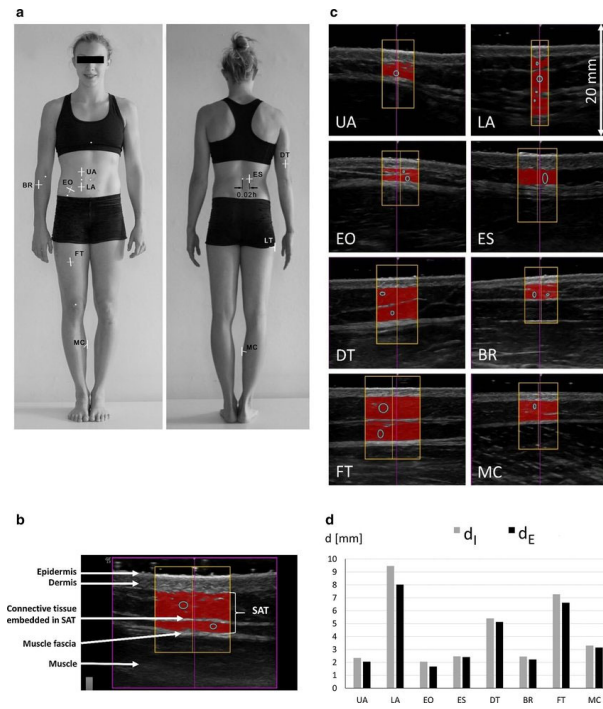 a
UA
EO
LA
BR
FT
MC
DT
ES
0.02h
LT
MC
c
UA
LA
20 mm
EO
ES
DT
BR
FT
MC
b
Epidermis
Dermis
Connective tissue
embedded in SAT
SAT
Muscle fascia
Muscle
d
d [mm]
d_I
d_E
10
9
8
7
6
5
4
3
2
1
0
UA LA EO ES DT BR FT MC